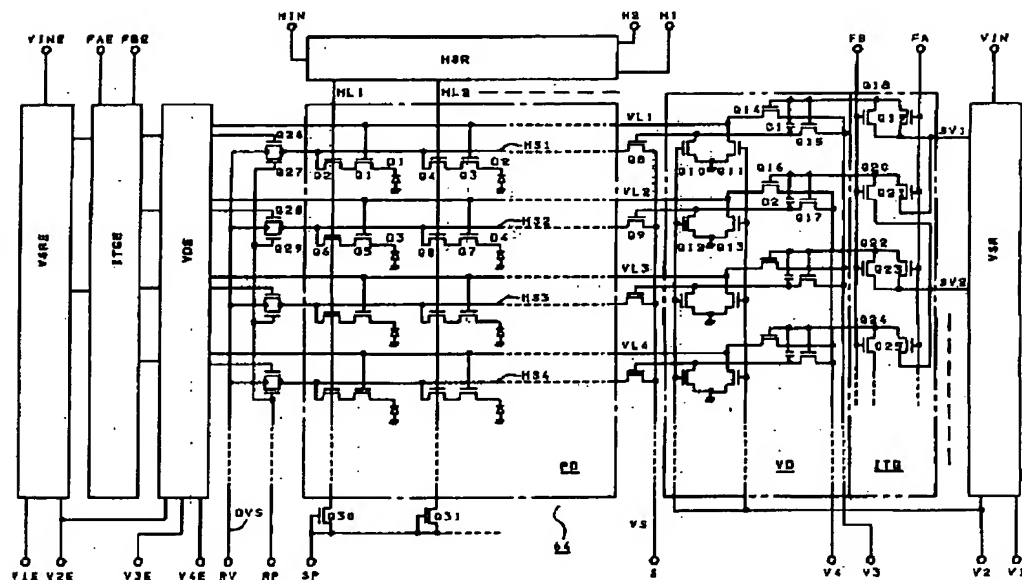 HIN
H2
H1
VINE
FAE
FBE
FB
FA
VIN
HSR
HL1
HL2
Q18
VL1
Q14
Q26
HS1
Q8
C1
Q15
Q19
SV1
Q27
Q2
Q1
D1
Q4
Q3
D2
Q10
Q11
Q16
Q20
Q28
VL2
C2
Q17
Q21
HS2
Q9
Q29
Q6
Q5
D3
Q8
Q7
D4
Q12
Q13
Q22
VSRE
ITGE
VDE
VL3
Q23
SV2
VSR
HS3
Q24
VL4
Q25
HS4
PD
VD
ITG
DVS
Q30
Q31
VS
64
V1E
V2E
V3E
V4E
RV
RP
SP
S
V4
V3
V2
V1